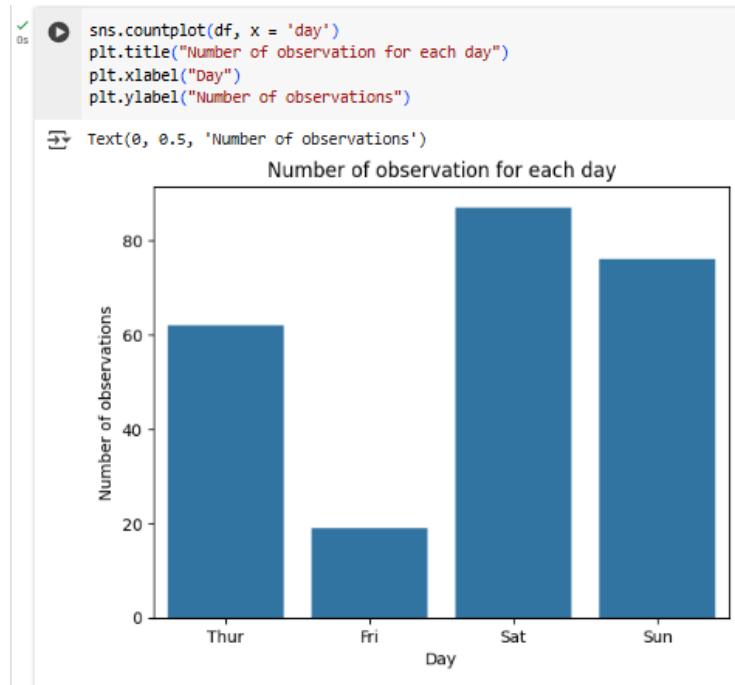 0s
sns.countplot(df, x = 'day')
plt.title("Number of observation for each day")
plt.xlabel("Day")
plt.ylabel("Number of observations")
Text(0, 0.5, 'Number of observations')
Number of observation for each day
Number of observations
80
60
40
20
0
Thur Fri Sat Sun
Day